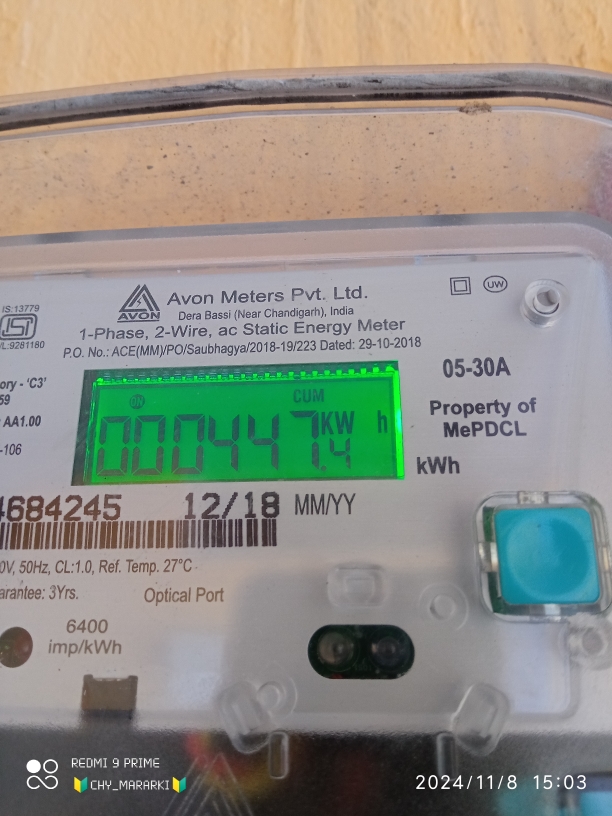 Avon Meters Pvt. Ltd.
UW
IS:13779
AVON
Dera Bassi (Near Chandigarh), India
ISI
/L:9281180
1-Phase, 2-Wire, ac Static Energy Meter
P.O. No.: ACE(MM)/PO/Saubhagya/2018-19/223 Dated: 29-10-2018
ory - 'C3'
59
AA1.00
-106
05-30A
Property of
MePDCL
ON CUM
000447.4 KW h
kWh
4684245 12/18 MM/YY
0V, 50Hz, CL:1.0, Ref. Temp. 27°C
arantee: 3Yrs. Optical Port
6400
imp/kWh
REDMI 9 PRIME
CHY_MARARKI
2024/11/8 15:03